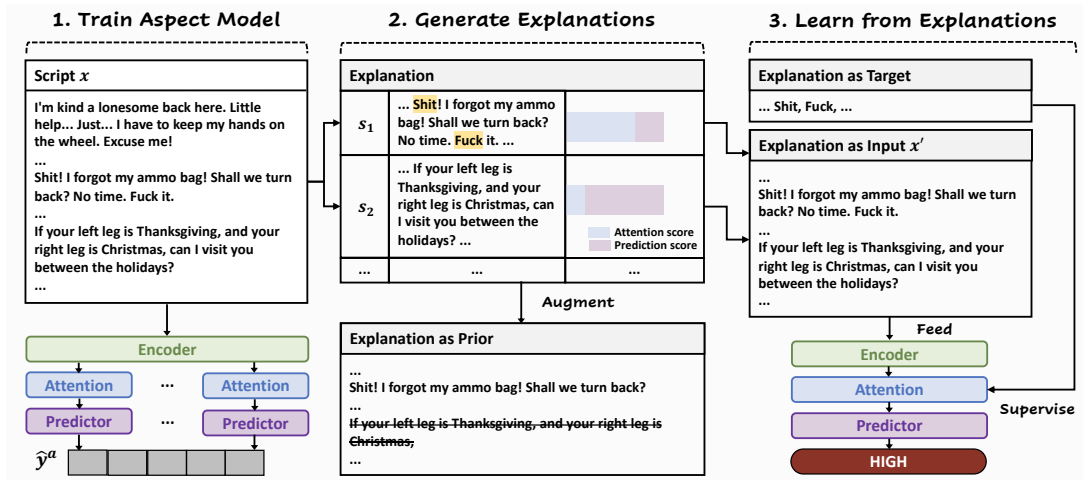 1. Train Aspect Model
2. Generate Explanations
3. Learn from Explanations
Script x
I'm kind a lonesome back here. Little
help... Just... I have to keep my hands on
the wheel. Excuse me!
...
Shit! I forgot my ammo bag! Shall we turn
back? No time. Fuck it.
...
If your left leg is Thanksgiving, and your
right leg is Christmas, can I visit you
between the holidays?
...
Encoder
Attention
...
Attention
Predictor
...
Predictor
ŷᵃ
Explanation
s₁
... Shit! I forgot my ammo
bag! Shall we turn back?
No time. Fuck it. ...
s₂
... If your left leg is
Thanksgiving, and your
right leg is Christmas, can
I visit you between the
holidays? ...
Attention score
Prediction score
...
...
...
Augment
Explanation as Prior
...
Shit! I forgot my ammo bag! Shall we turn back?
...
If your left leg is Thanksgiving, and your right leg is
Christmas,
...
Explanation as Target
... Shit, Fuck, ...
Explanation as Input x′
...
Shit! I forgot my ammo bag! Shall we turn
back? No time. Fuck it.
...
If your left leg is Thanksgiving, and your
right leg is Christmas, can I visit you
between the holidays?
...
Feed
Encoder
Attention
Supervise
Predictor
HIGH